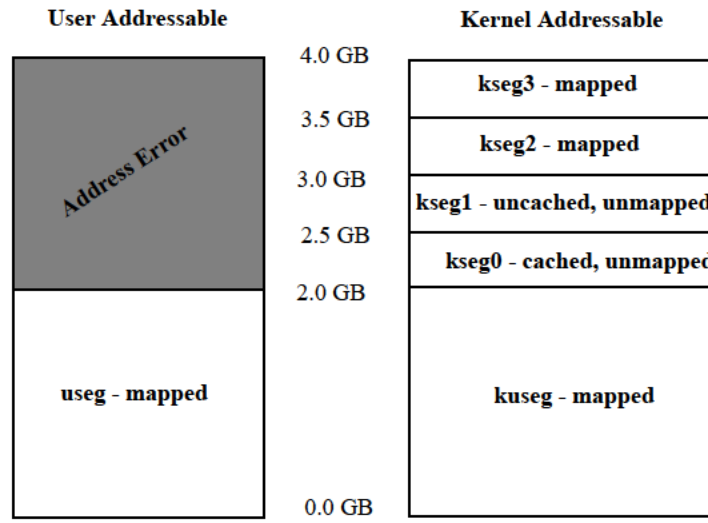 User Addressable
Kernel Addressable
4.0 GB
kseg3 - mapped
3.5 GB
kseg2 - mapped
Address Error
3.0 GB
kseg1 - uncached, unmapped
2.5 GB
kseg0 - cached, unmapped
2.0 GB
useg - mapped
kuseg - mapped
0.0 GB